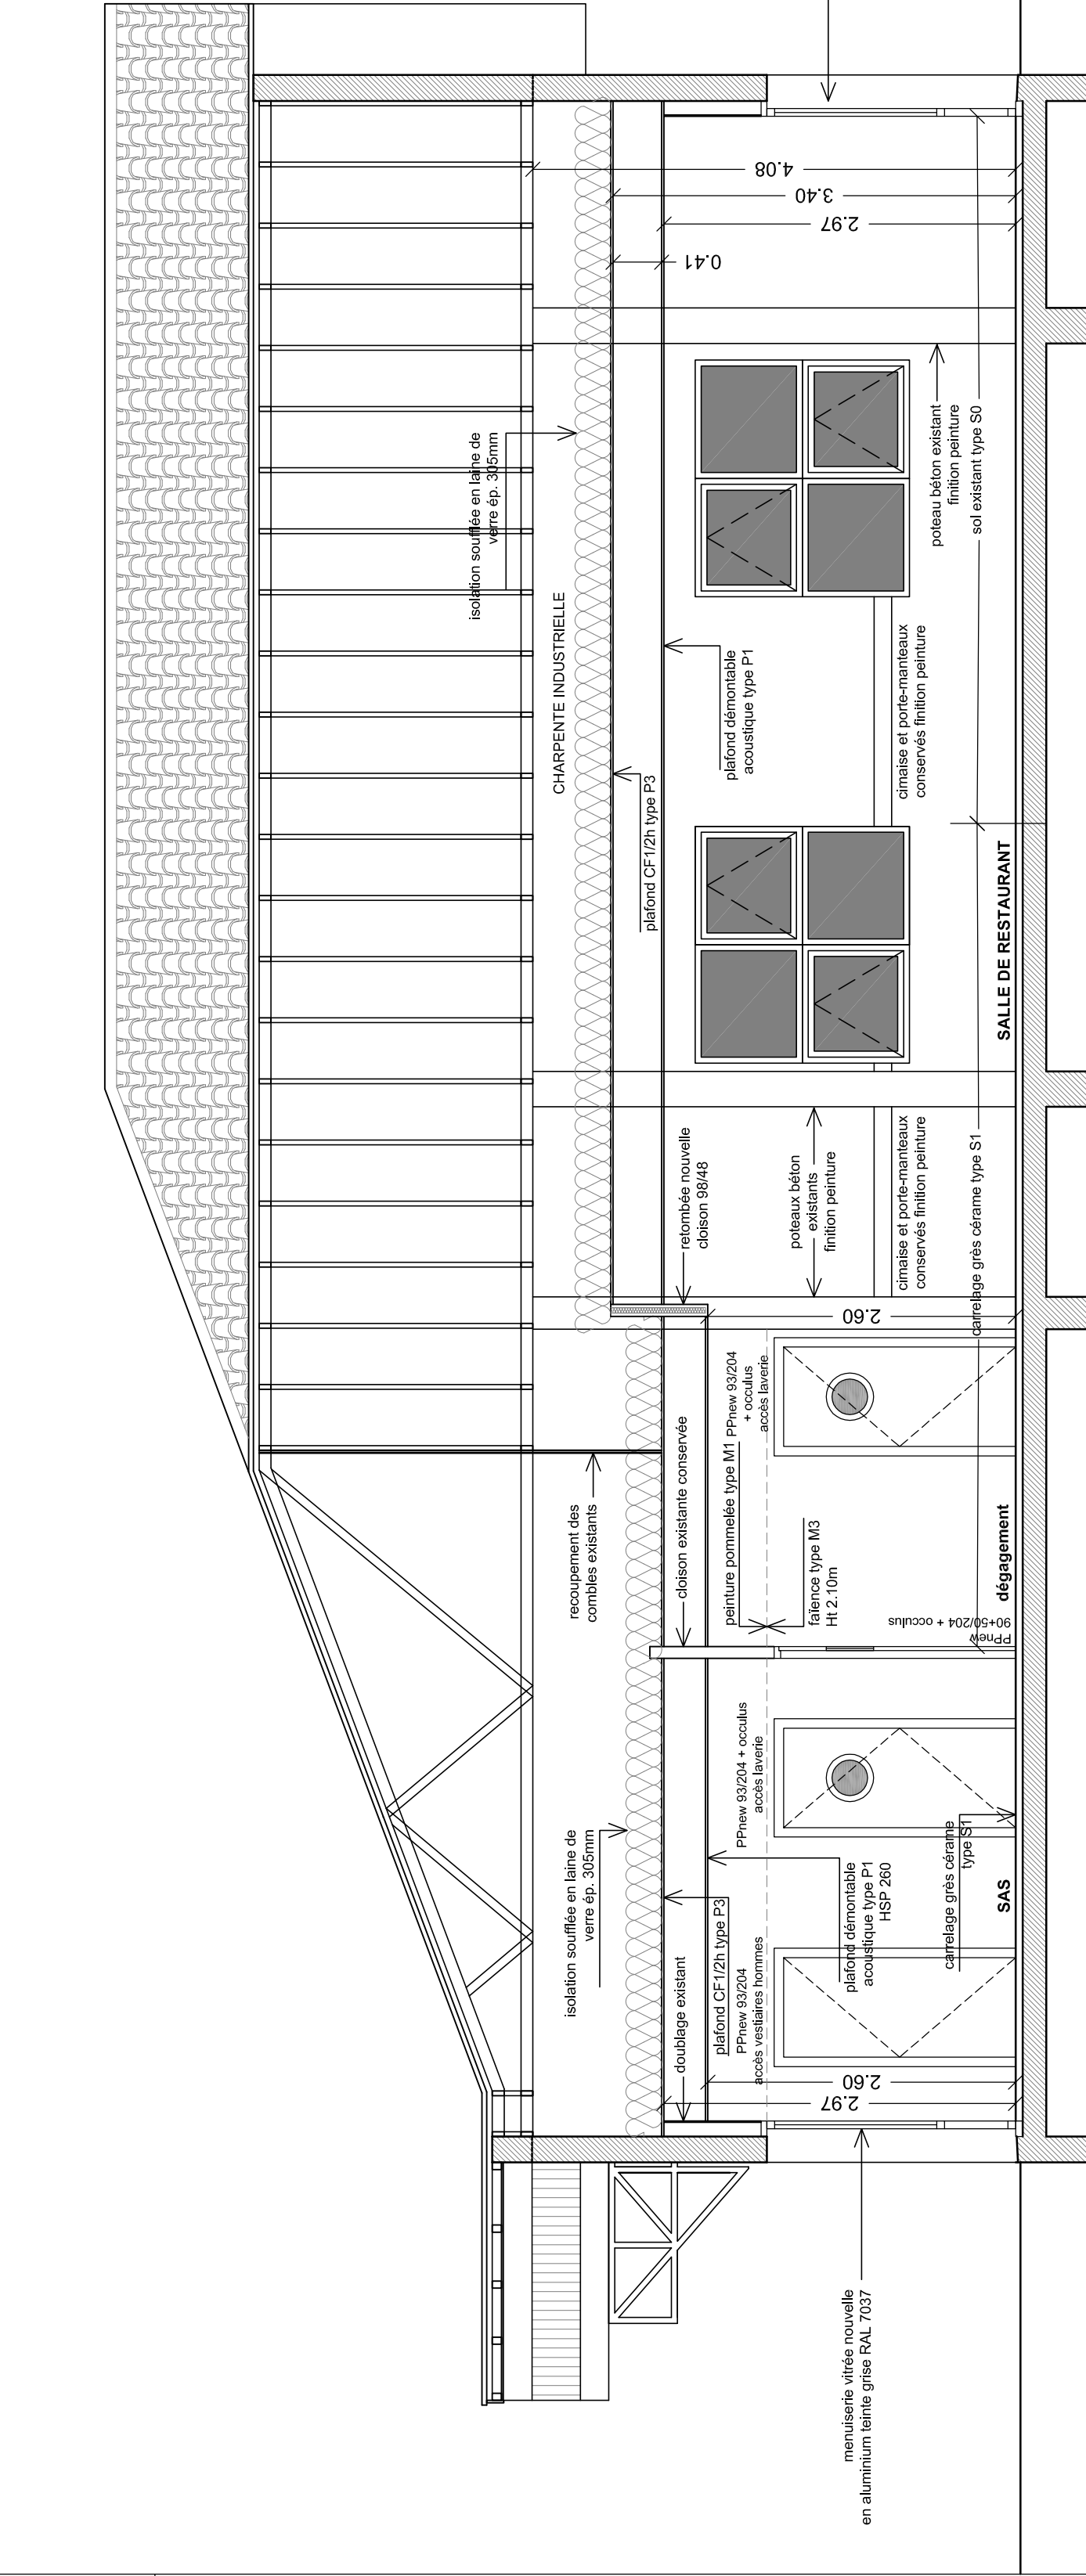 menuiserie vitrée nouvelle
en aluminium teinte grise RAL 7037
isolation soufflée en laine de
verre ép. 305mm
doublage existant
plafond CF1/2h type P3
PPnew 93/204
accès vestiaires hommes
2.60
2.97
PPnew 93/204 + occulus
accès laverie
plafond démontable
acoustique type P1
HSP 260
carrelage grès cérame
type S1
SAS
recoupement des
combles existants
cloison existante conservée
peinture pommelée type M1
PPnew 93/204
+ occulus
accès laverie
faïence type M3
Ht 2.10m
PPnew
90+50/204 + occulus
dégagement
2.60
retombée nouvelle
cloison 98/48
poteaux béton
existants
finition peinture
cimaise et porte-manteaux
conservés finition peinture
carrelage grès cérame type S1
SALLE DE RESTAURANT
plafond CF1/2h type P3
CHARPENTE INDUSTRIELLE
plafond démontable
acoustique type P1
cimaise et porte-manteaux
conservés finition peinture
isolation soufflée en laine de
verre ép. 305mm
poteau béton existant
finition peinture
sol existant type S0
0.41
2.97
3.40
4.08